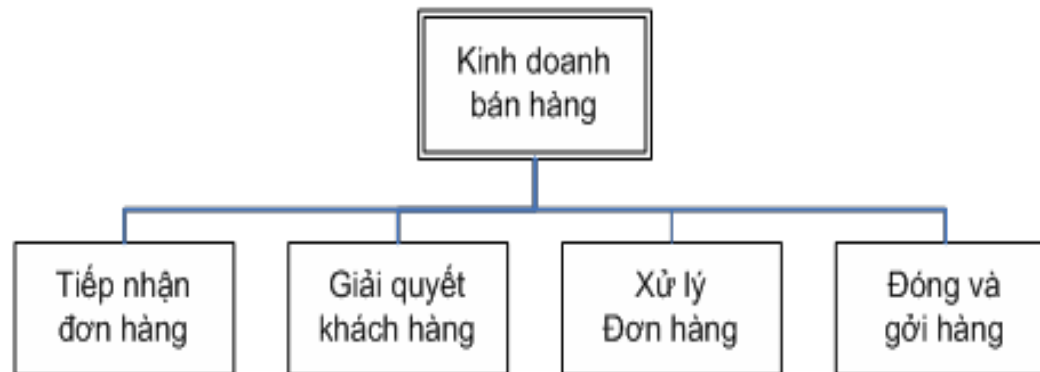 Kinh doanh
bán hàng
Tiếp nhận
đơn hàng
Giải quyết
khách hàng
Xử lý
Đơn hàng
Đóng và
gởi hàng